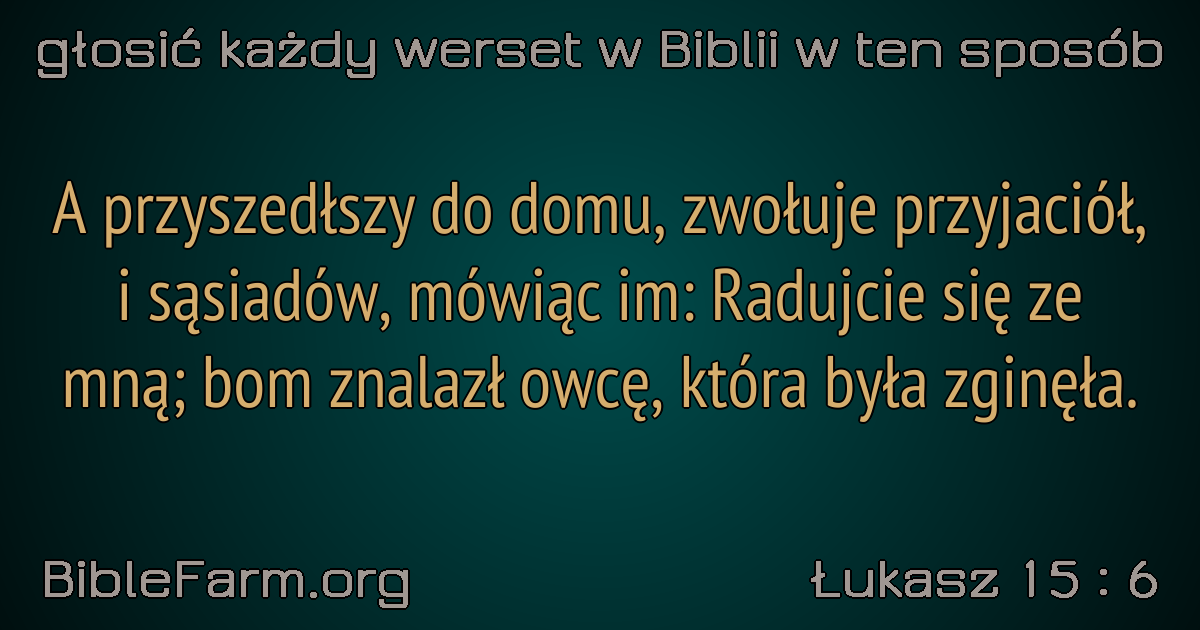 głosić każdy werset w Biblii w ten sposób
A przyszedłszy do domu, zwołuje przyjaciół,
i sąsiadów, mówiąc im: Radujcie się ze
mną; bom znalazł owcę, która była zginęła.
BibleFarm.org
Łukasz 15 : 6